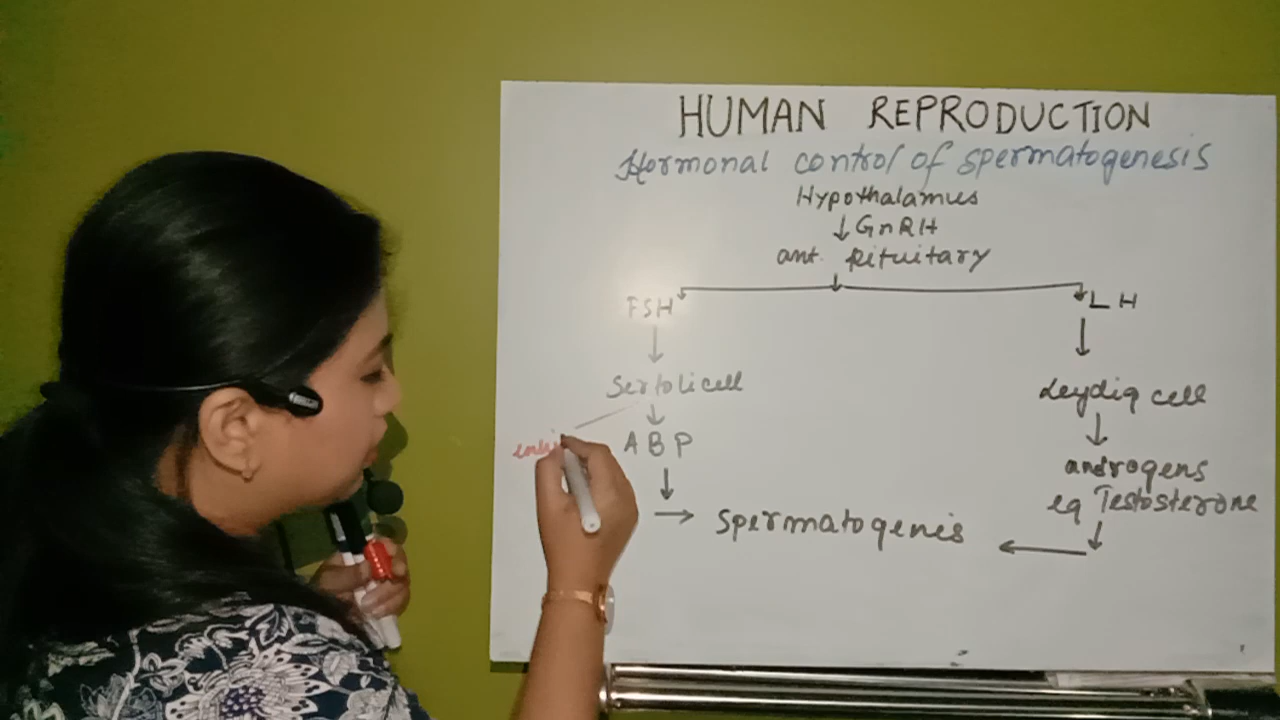 HUMAN REPRODUCTION
Hormonal control of spermatogenesis
Hypothalamus
↓ GnRH
ant. Pituitary
FSH
LH
Sertoli cell
Leydig cell
ABP
androgens
eg Testosterone
→ Spermatogenis